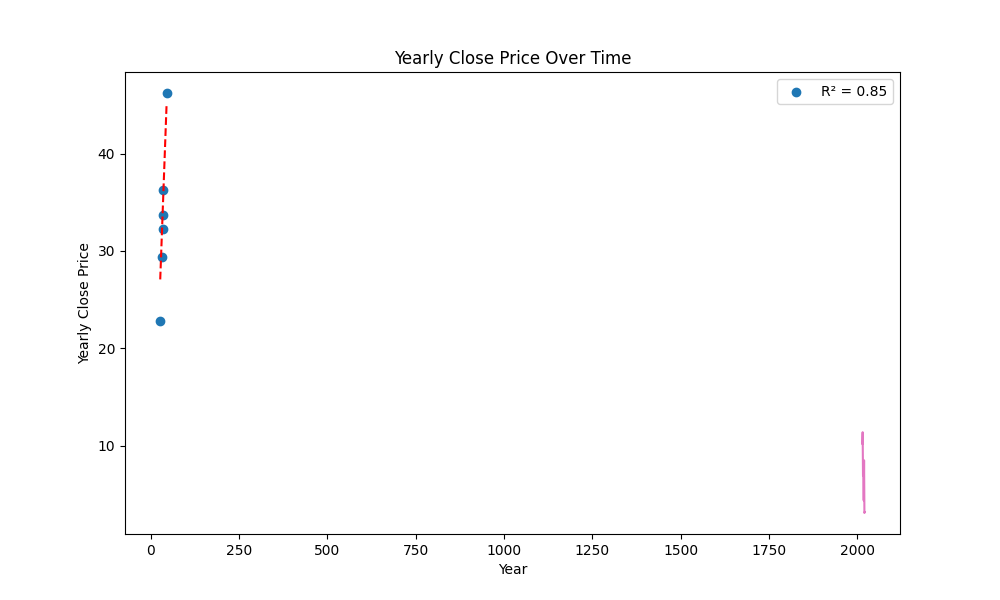 Yearly Close Price Over Time
R² = 0.85
Yearly Close Price
40
30
20
10
0 250 500 750 1000 1250 1500 1750 2000
Year